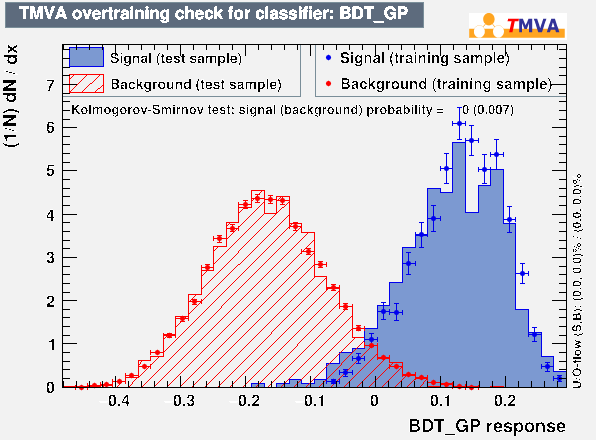 TMVA overtraining check for classifier: BDT_GP
TMVA
Signal (test sample)
Background (test sample)
Signal (training sample)
Background (training sample)
Kolmogorov-Smirnov test: signal (background) probability = 0 (0.007)
(1/N) dN / dx
7
6
5
4
3
2
1
0
-0.4 -0.3 -0.2 -0.1 0 0.1 0.2
BDT_GP response
U/O-flow (S,B): (0.0, 0.0)% / (0.0, 0.0)%